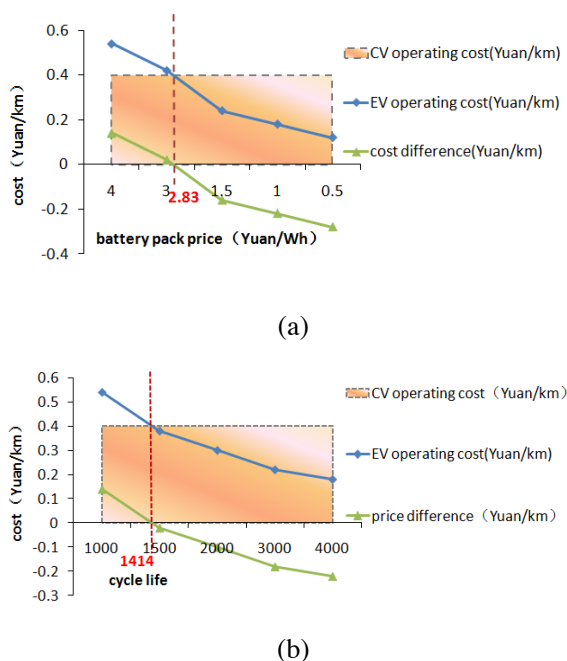 0.6
0.4
0.2
0
-0.2
-0.4
cost（Yuan/km）
4
3
1.5
1
0.5
2.83
battery pack price（Yuan/Wh）
CV operating cost(Yuan/km)
EV operating cost(Yuan/km)
cost difference(Yuan/km)
(a)
0.6
0.5
0.4
0.3
0.2
0.1
0
-0.1
-0.2
-0.3
cost（Yuan/km）
1000
1500
2000
3000
4000
1414
cycle life
CV operating cost（Yuan/km）
EV operating cost(Yuan/km)
price difference（Yuan/km）
(b)